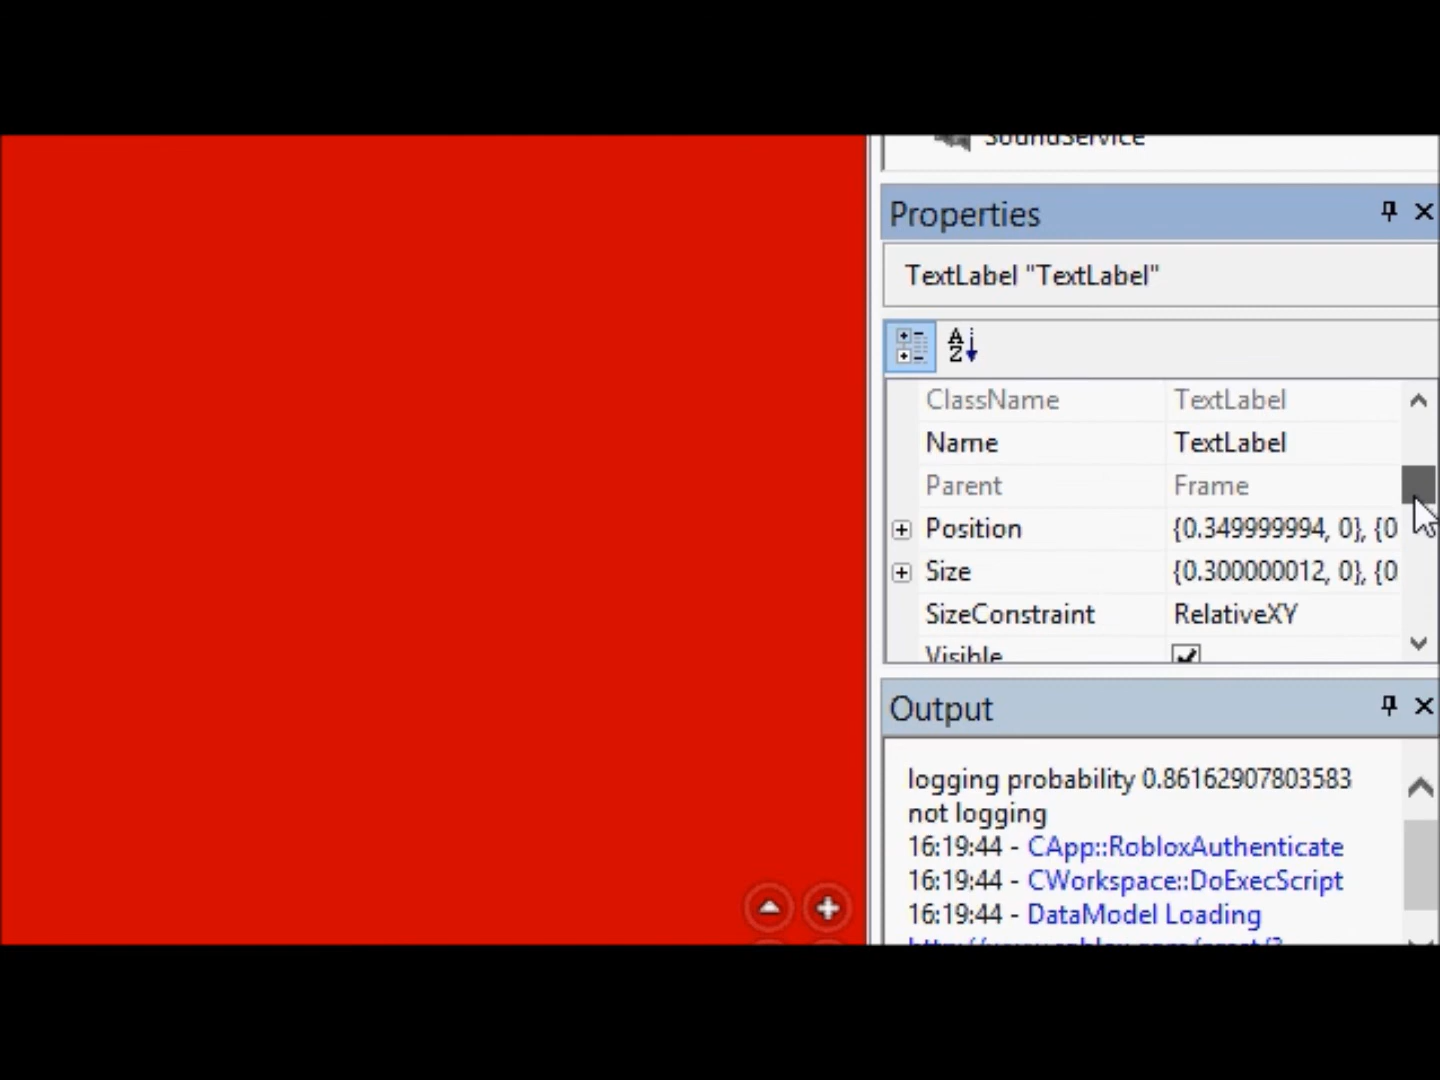 SoundService
Properties
TextLabel "TextLabel"
AZ
ClassName TextLabel
Name TextLabel
Parent Frame
Position {0.349999994, 0}, {0
Size {0.300000012, 0}, {0
SizeConstraint RelativeXY
Visible
Output
logging probability 0.86162907803583
not logging
16:19:44 - CApp::RobloxAuthenticate
16:19:44 - CWorkspace::DoExecScript
16:19:44 - DataModel Loading